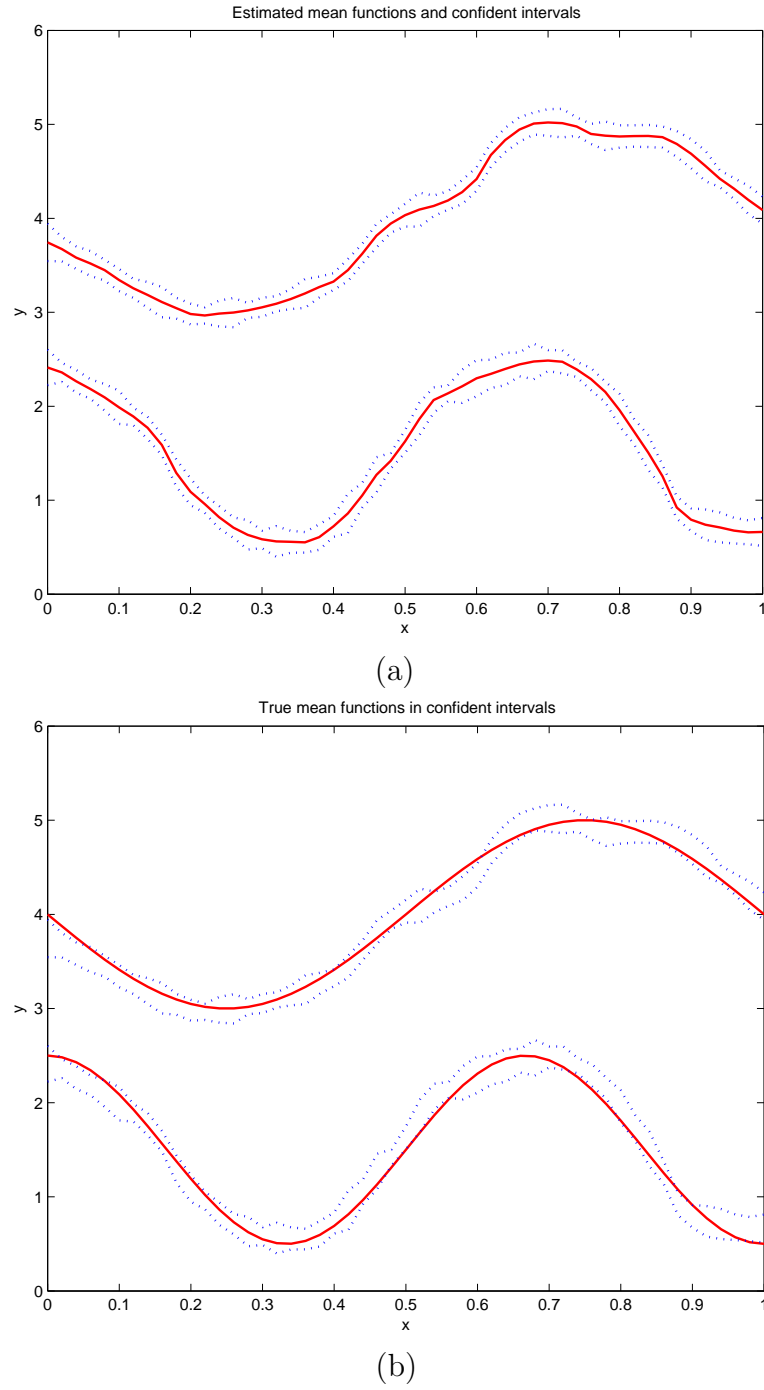 Estimated mean functions and confident intervals
6
5
4
3
2
1
0
y
0 0.1 0.2 0.3 0.4 0.5 0.6 0.7 0.8 0.9 1
x
(a)
True mean functions in confident intervals
6
5
4
3
2
1
0
y
0 0.1 0.2 0.3 0.4 0.5 0.6 0.7 0.8 0.9 1
x
(b)